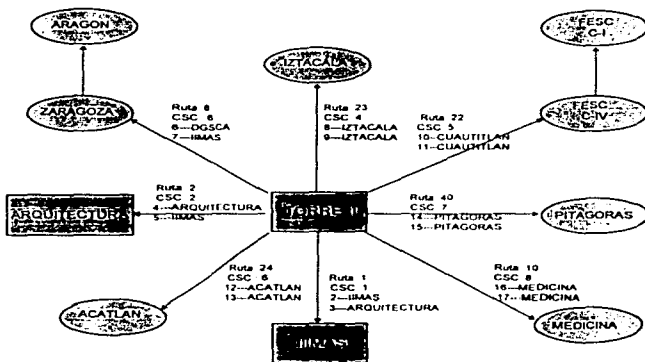 ARAGON
IZTACALA
FESC
C-I
ZARAGOZA
FESC
C-IV
Ruta 8
CSC 6
6---DGSCA
7---IIMAS
Ruta 23
CSC 4
8---IZTACALA
9---IZTACALA
Ruta 22
CSC 5
10--CUAUTITLAN
11--CUAUTITLAN
Ruta 2
CSC 2
4---ARQUITECTURA
5---IIMAS
ARQUITECTURA
TORRE II
Ruta 40
CSC 7
14---PITAGORAS
15---PITAGORAS
PITAGORAS
Ruta 24
CSC 6
12---ACATLAN
13---ACATLAN
Ruta 1
CSC 1
2---IIMAS
3---ARQUITECTURA
Ruta 10
CSC 8
16---MEDICINA
17---MEDICINA
ACATLAN
IIMAS
MEDICINA